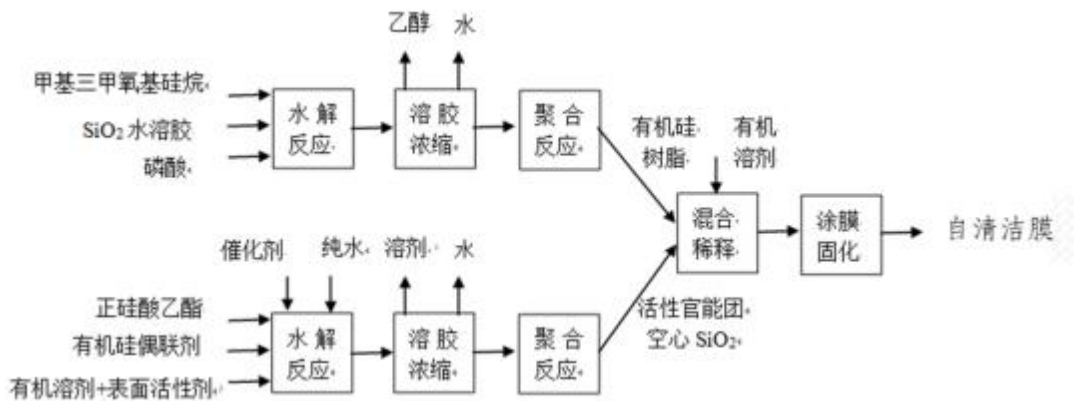 乙醇 水
甲基三甲氧基硅烷
SiO2 水溶胶
磷酸
水解
反应
溶胶
浓缩
聚合
反应
有机硅
树脂
有机
溶剂
混合
稀释
涂膜
固化
自清洁膜
催化剂 纯水 溶剂 水
正硅酸乙酯
有机硅偶联剂
有机溶剂+表面活性剂
水解
反应
溶胶
浓缩
聚合
反应
活性官能团
空心 SiO2